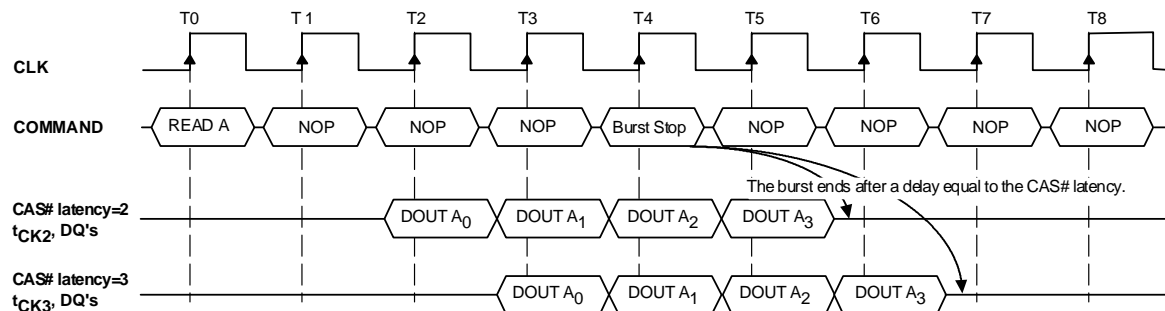 T0 T1 T2 T3 T4 T5 T6 T7 T8
CLK
COMMAND READ A NOP NOP NOP Burst Stop NOP NOP NOP NOP
The burst ends after a delay equal to the CAS# latency.
CAS# latency=2
tCK2, DQ's DOUT A0 DOUT A1 DOUT A2 DOUT A3
CAS# latency=3
tCK3, DQ's DOUT A0 DOUT A1 DOUT A2 DOUT A3